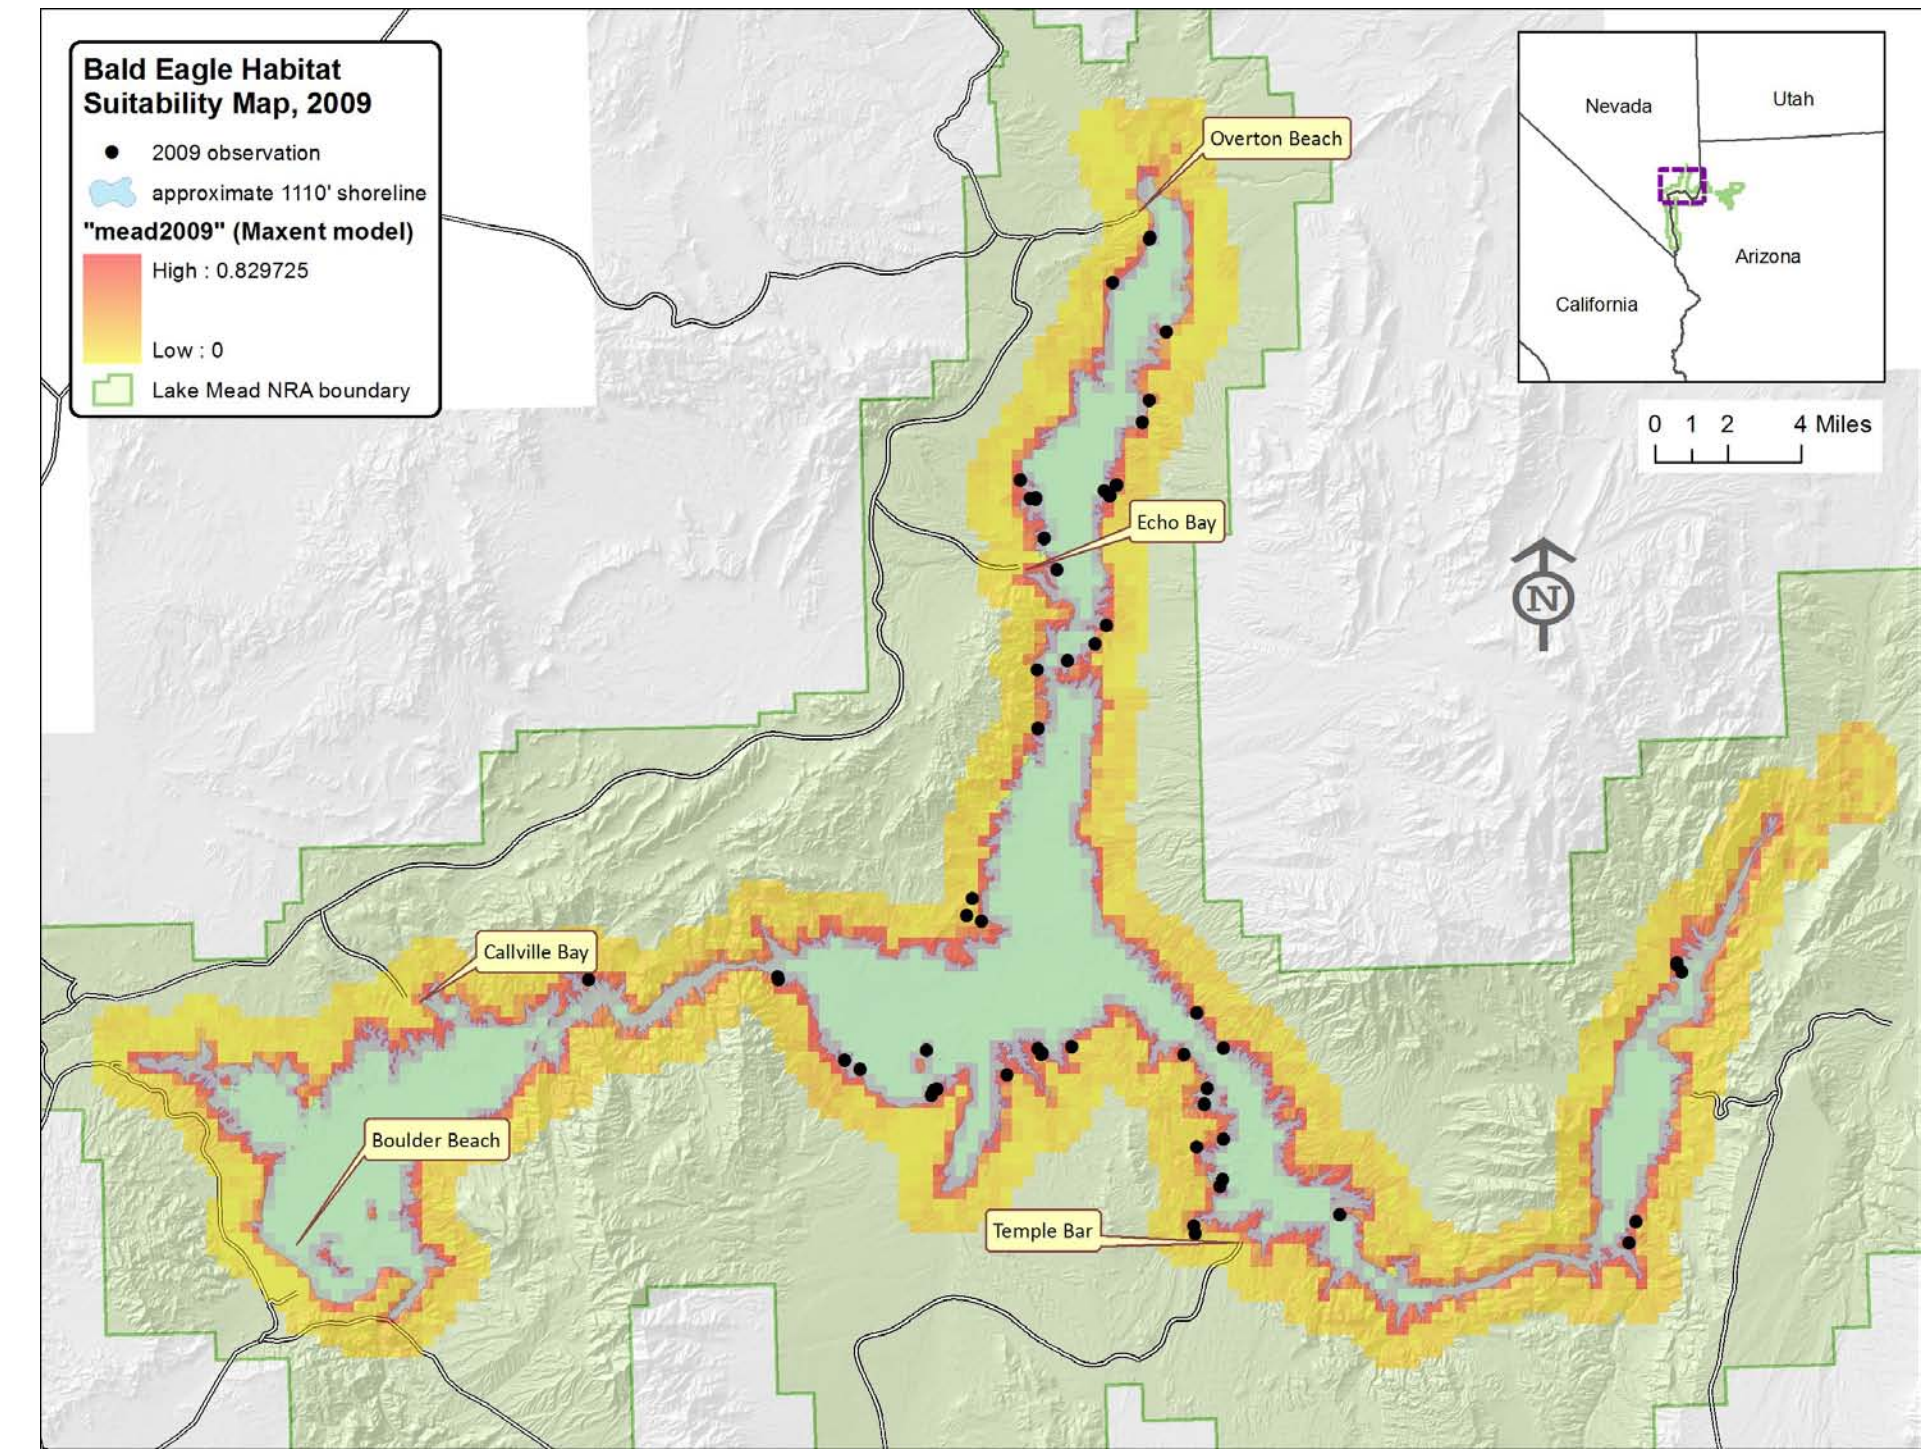 Bald Eagle Habitat
Suitability Map, 2009
2009 observation
approximate 1110' shoreline
"mead2009" (Maxent model)
High : 0.829725
Low : 0
Lake Mead NRA boundary
Overton Beach
Echo Bay
Callville Bay
Boulder Beach
Temple Bar
Nevada
Utah
Arizona
California
0 1 2 4 Miles
N